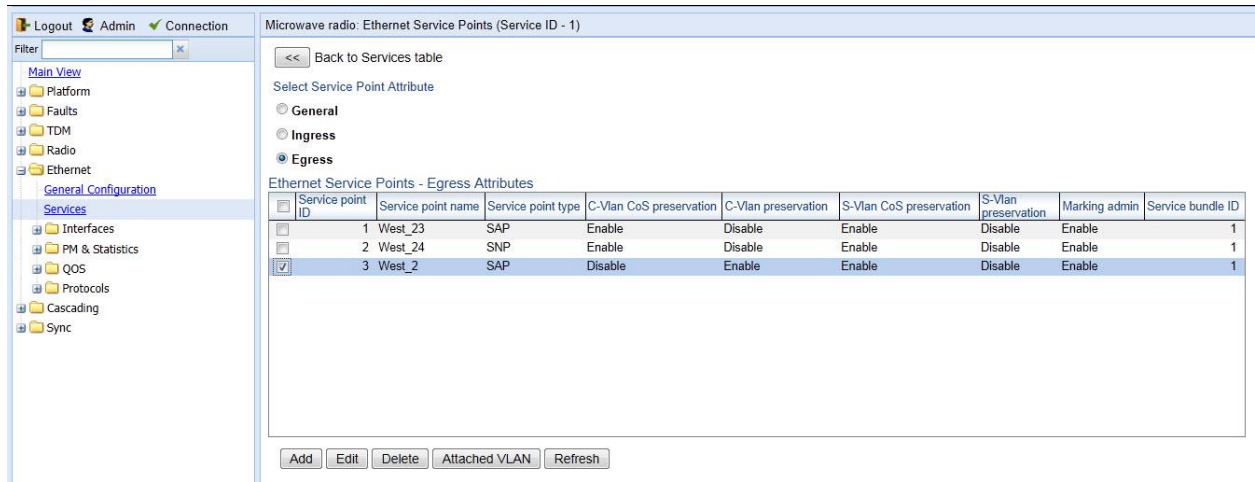 Logout Admin Connection
Filter
Main View
Platform
Faults
TDM
Radio
Ethernet
General Configuration
Services
Interfaces
PM & Statistics
QOS
Protocols
Cascading
Sync
Microwave radio: Ethernet Service Points (Service ID - 1)
<< Back to Services table
Select Service Point Attribute
General
Ingress
Egress
Ethernet Service Points - Egress Attributes
Service point ID Service point name Service point type C-Vlan CoS preservation C-Vlan preservation S-Vlan CoS preservation S-Vlan preservation Marking admin Service bundle ID
1 West_23 SAP Enable Disable Enable Disable Enable 1
2 West_24 SNP Enable Disable Enable Disable Enable 1
3 West_2 SAP Disable Enable Enable Disable Enable 1
Add Edit Delete Attached VLAN Refresh